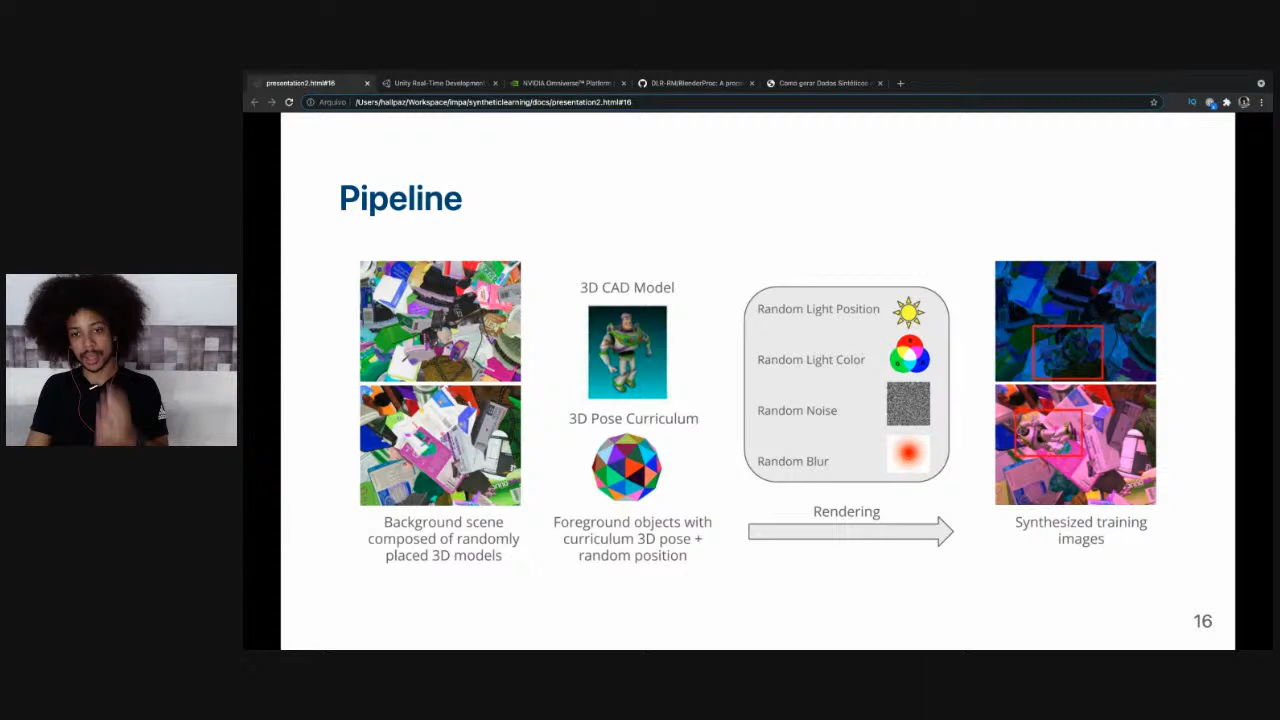 presentation2.html#16
Unity Real-Time Development
NVIDIA Omniverse™ Platform
DLR-RM/BlenderProc: A proce
Como gerar Dados Sintéticos
Arquivo /Users/hallpaz/Workspace/impa/syntheticlearning/docs/presentation2.html#16
Pipeline
3D CAD Model
3D Pose Curriculum
Random Light Position
Random Light Color
Random Noise
Random Blur
Rendering
Background scene
composed of randomly
placed 3D models
Foreground objects with
curriculum 3D pose +
random position
Synthesized training
images
16